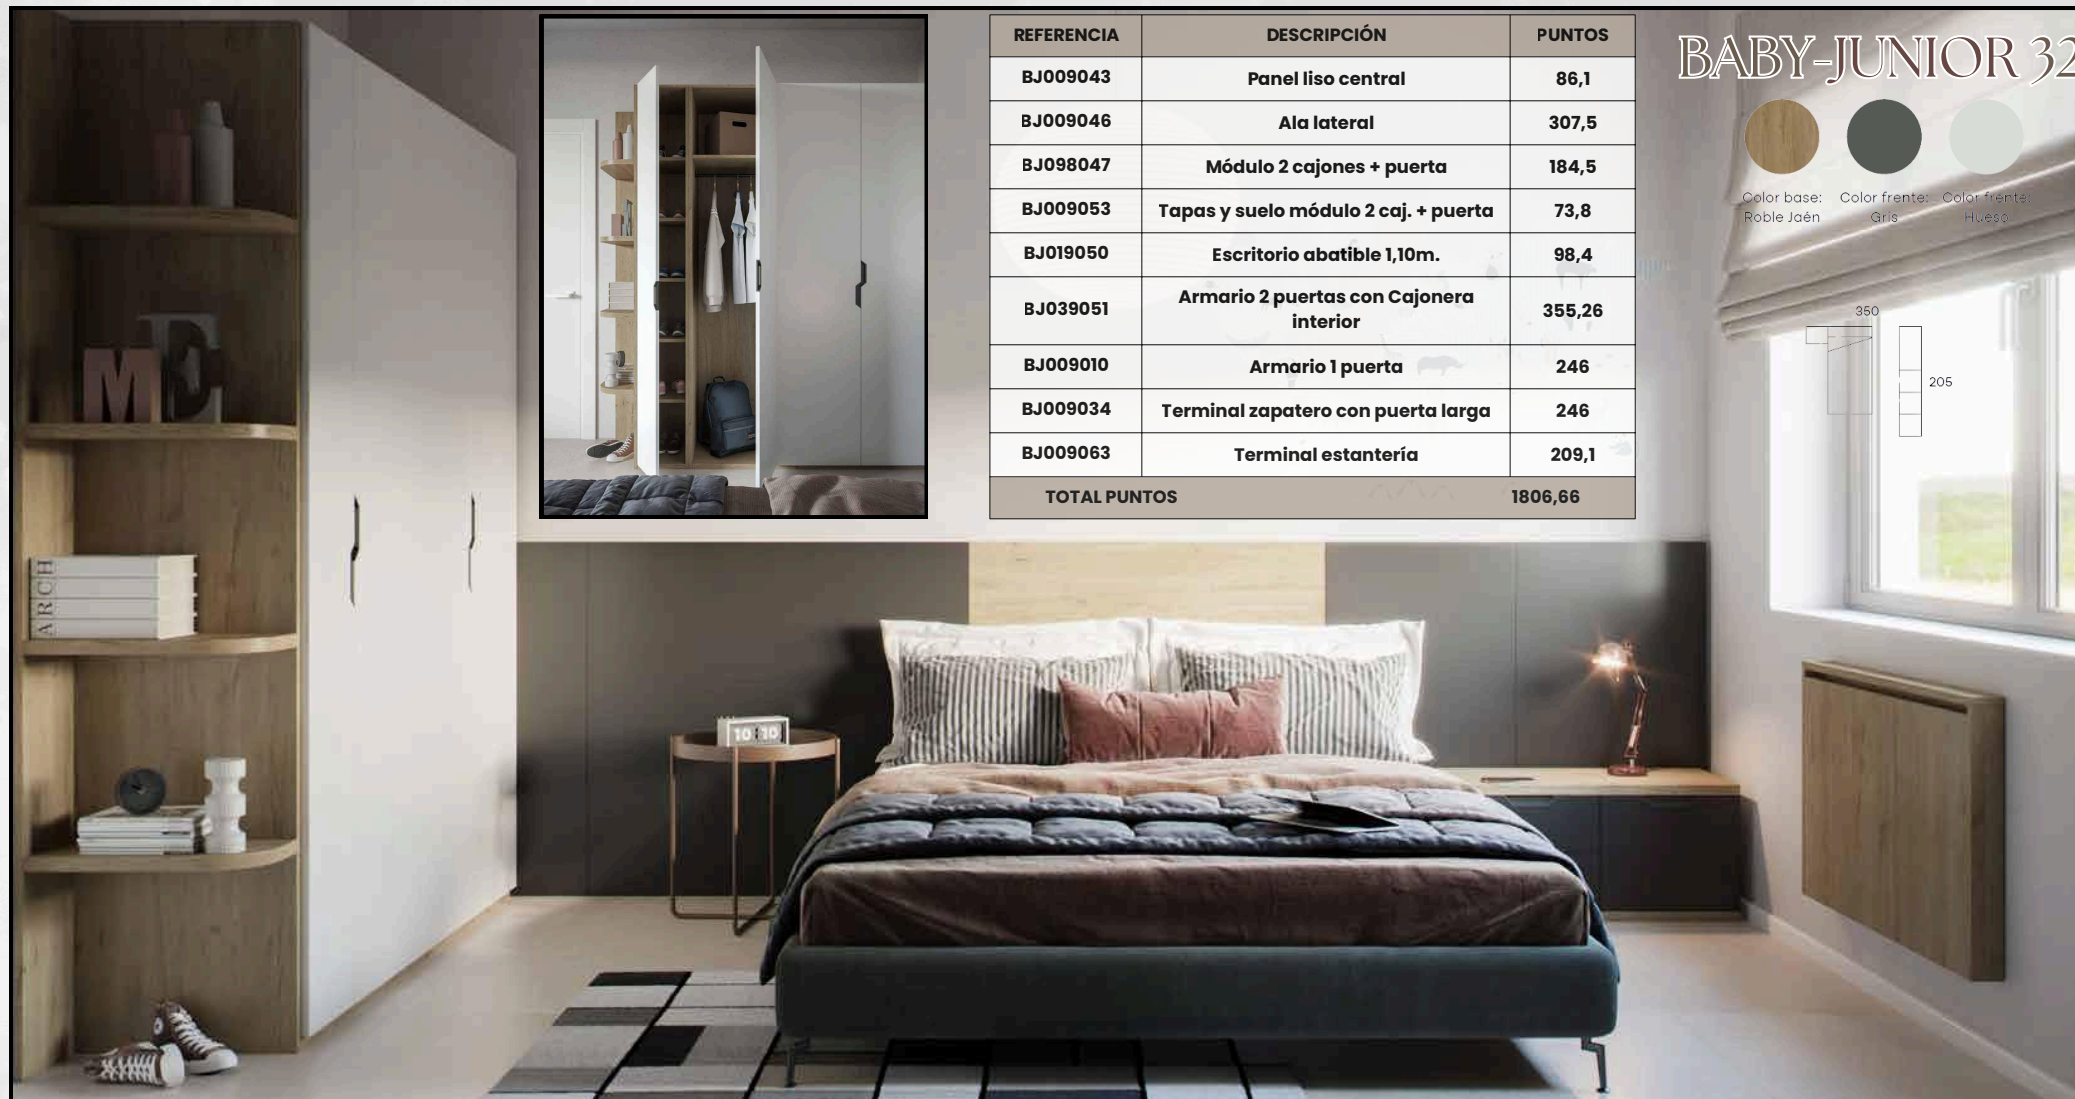 REFERENCIA DESCRIPCIÓN PUNTOS
BJ009043 Panel liso central 86,1
BJ009046 Ala lateral 307,5
BJ098047 Módulo 2 cajones + puerta 184,5
BJ009053 Tapas y suelo módulo 2 caj. + puerta 73,8
BJ019050 Escritorio abatible 1,10m. 98,4
BJ039051 Armario 2 puertas con Cajonera
interior 355,26
BJ009010 Armario 1 puerta 246
BJ009034 Terminal zapatero con puerta larga 246
BJ009063 Terminal estantería 209,1
TOTAL PUNTOS 1806,66
BABY-JUNIOR 32
Color base: Color frente: Color frente:
Roble Jaén Gris Hueso
350
205
ME
ARCH
10 10